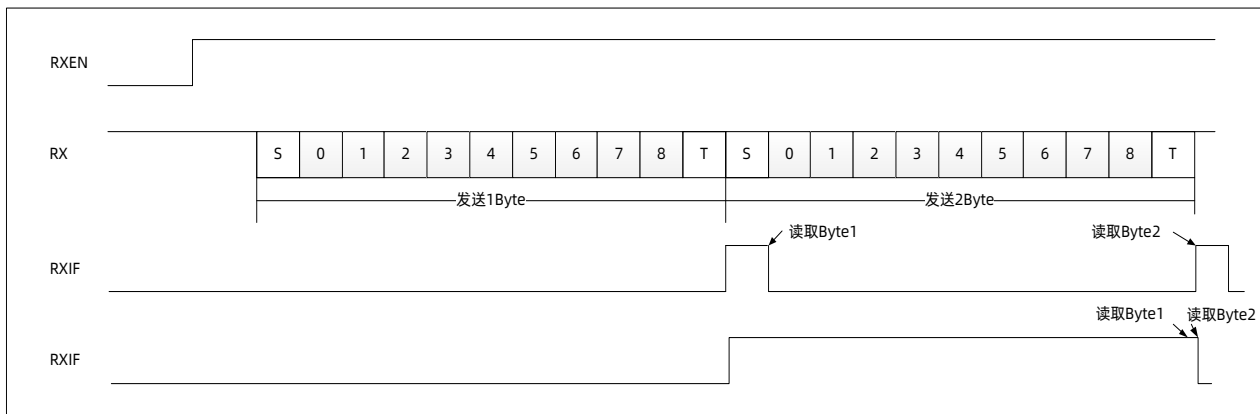 RXEN
RX S 0 1 2 3 4 5 6 7 8 T S 0 1 2 3 4 5 6 7 8 T
发送1Byte 发送2Byte
读取Byte1 读取Byte2
RXIF
读取Byte1 读取Byte2
RXIF